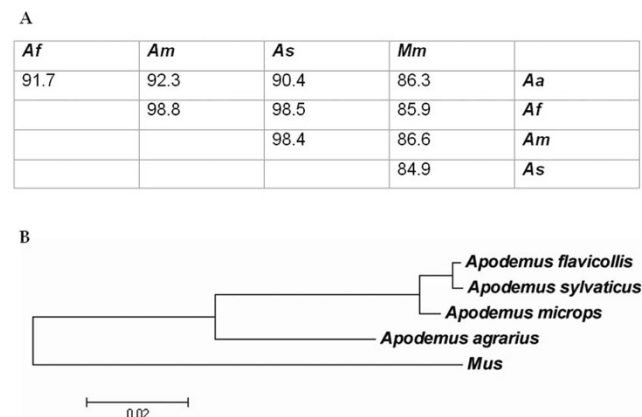 A
Af Am As Mm
91.7 92.3 90.4 86.3 Aa
98.8 98.5 85.9 Af
98.4 86.6 Am
84.9 As
B
Apodemus flavicollis
Apodemus sylvaticus
Apodemus microps
Apodemus agrarius
Mus
0.02